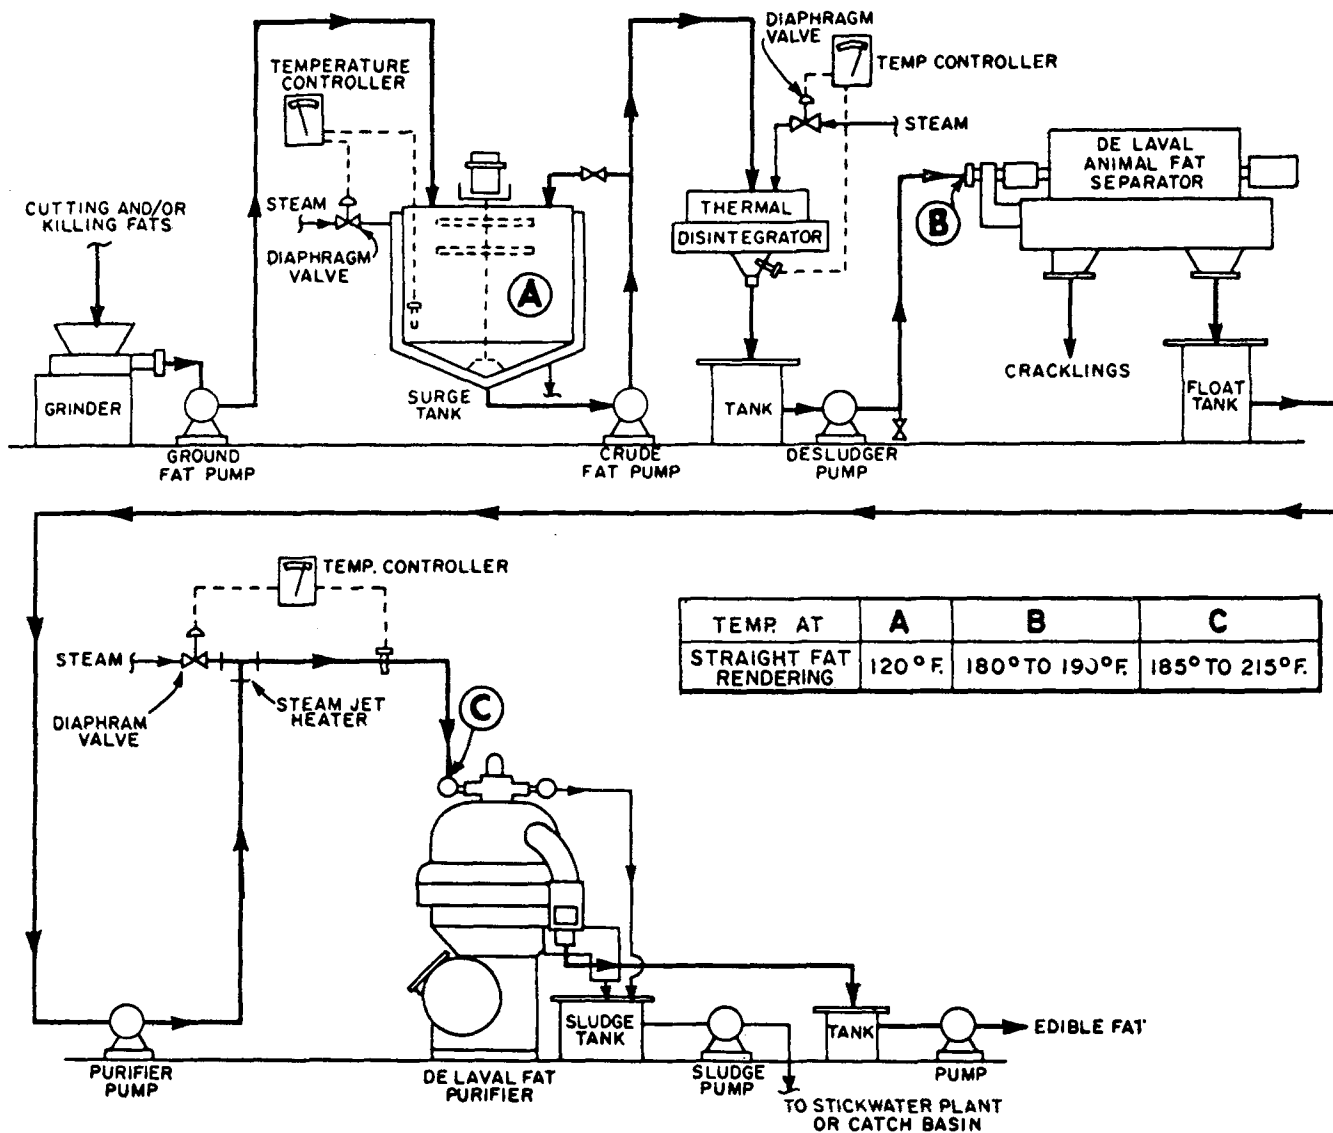 DIAPHRAGM
VALVE
TEMPERATURE
CONTROLLER
TEMP CONTROLLER
STEAM
DE LAVAL
ANIMAL FAT
SEPARATOR
CUTTING AND/OR
KILLING FATS
STEAM
DIAPHRAGM
VALVE
THERMAL
DISINTEGRATOR
B
A
GRINDER
SURGE
TANK
TANK
CRACKLINGS
FLOAT
TANK
GROUND
FAT PUMP
CRUDE
FAT PUMP
DESLUDGER
PUMP
TEMP. CONTROLLER
STEAM
STEAM JET
HEATER
DIAPHRAM
VALVE
C
TEMP. AT A B C
STRAIGHT FAT
RENDERING 120°F. 180° TO 190°F. 185° TO 215°F.
SLUDGE
TANK
TANK
EDIBLE FAT
PURIFIER
PUMP
DE LAVAL FAT
PURIFIER
SLUDGE
PUMP
PUMP
TO STICKWATER PLANT
OR CATCH BASIN